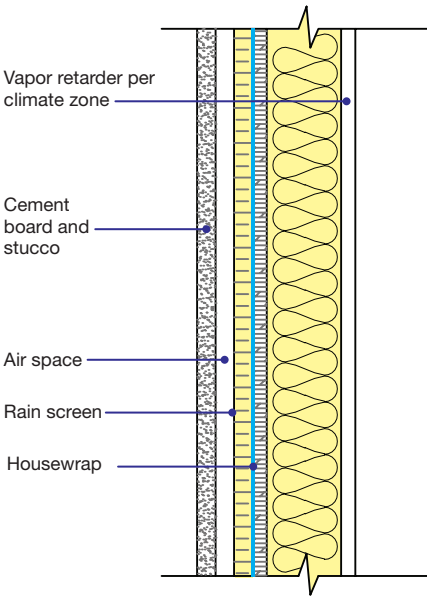 Vapor retarder per
climate zone
Cement
board and
stucco
Air space
Rain screen
Housewrap